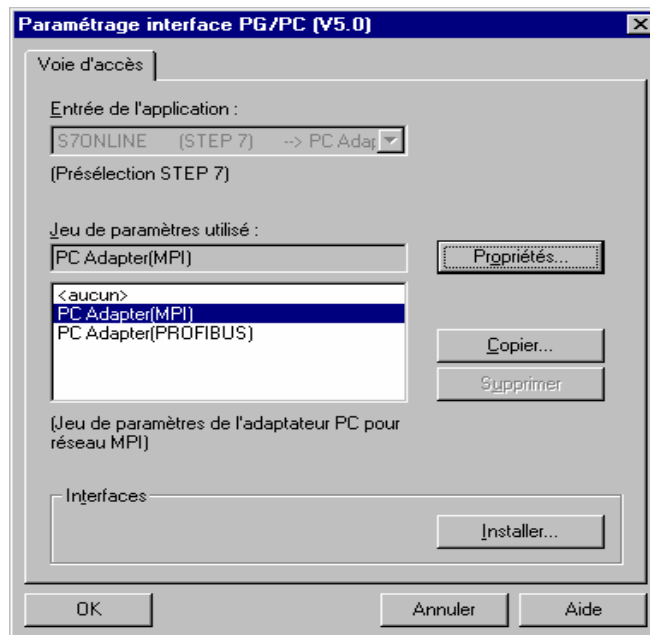 Paramétrage interface PG/PC (V5.0)
Voie d'accès
Entrée de l'application :
S7ONLINE (STEP 7) --> PC Adap
(Présélection STEP 7)
Jeu de paramètres utilisé :
PC Adapter(MPI)
Propriétés...
<aucun>
PC Adapter(MPI)
PC Adapter(PROFIBUS)
Copier...
Supprimer
(Jeu de paramètres de l'adaptateur PC pour
réseau MPI)
Interfaces
Installer...
OK
Annuler
Aide